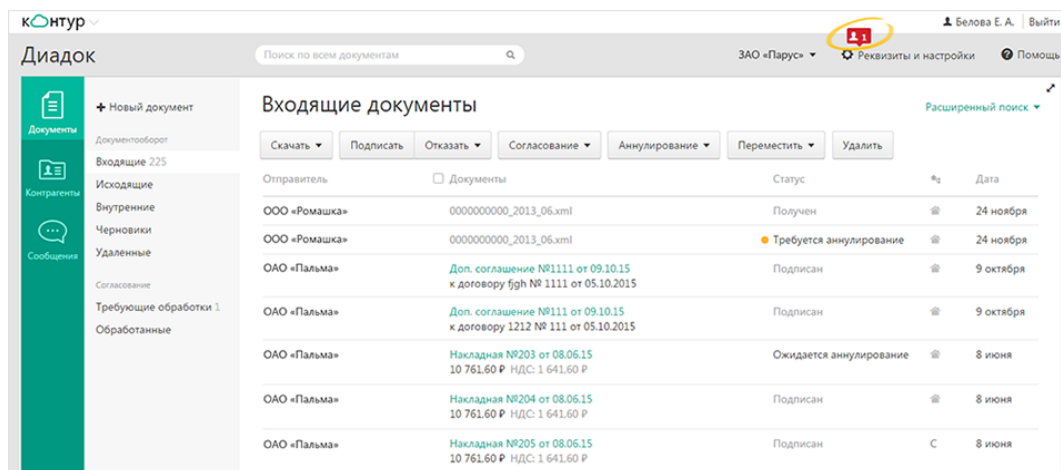 контур
Белова Е. А. Выйти
1
Диадок
Поиск по всем документам
ЗАО «Парус»
Реквизиты и настройки
Помощь
Документы
Контрагенты
Сообщения
+ Новый документ
Документооборот
Входящие 225
Исходящие
Внутренние
Черновики
Удаленные
Согласование
Требующие обработки 1
Обработанные
Входящие документы
Расширенный поиск
Скачать Подписать Отказать Согласование Аннулирование Переместить Удалить
Отправитель Документы Статус Дата
ООО «Ромашка» 0000000000_2013_06.xml Получен 24 ноября
ООО «Ромашка» 0000000000_2013_06.xml Требуется аннулирование 24 ноября
ОАО «Пальма» Доп. соглашение №1111 от 09.10.15 Подписан 9 октября
к договору fjgh № 1111 от 05.10.2015
ОАО «Пальма» Доп. соглашение №1111 от 09.10.15 Подписан 9 октября
к договору 1212 № 111 от 05.10.2015
ОАО «Пальма» Накладная №203 от 08.06.15 Ожидается аннулирование 8 июня
10 761,60 ₽ НДС: 1 641,60 ₽
ОАО «Пальма» Накладная №204 от 08.06.15 Подписан 8 июня
10 761,60 ₽ НДС: 1 641,60 ₽
ОАО «Пальма» Накладная №205 от 08.06.15 Подписан С 8 июня
10 761,60 ₽ НДС: 1 641,60 ₽